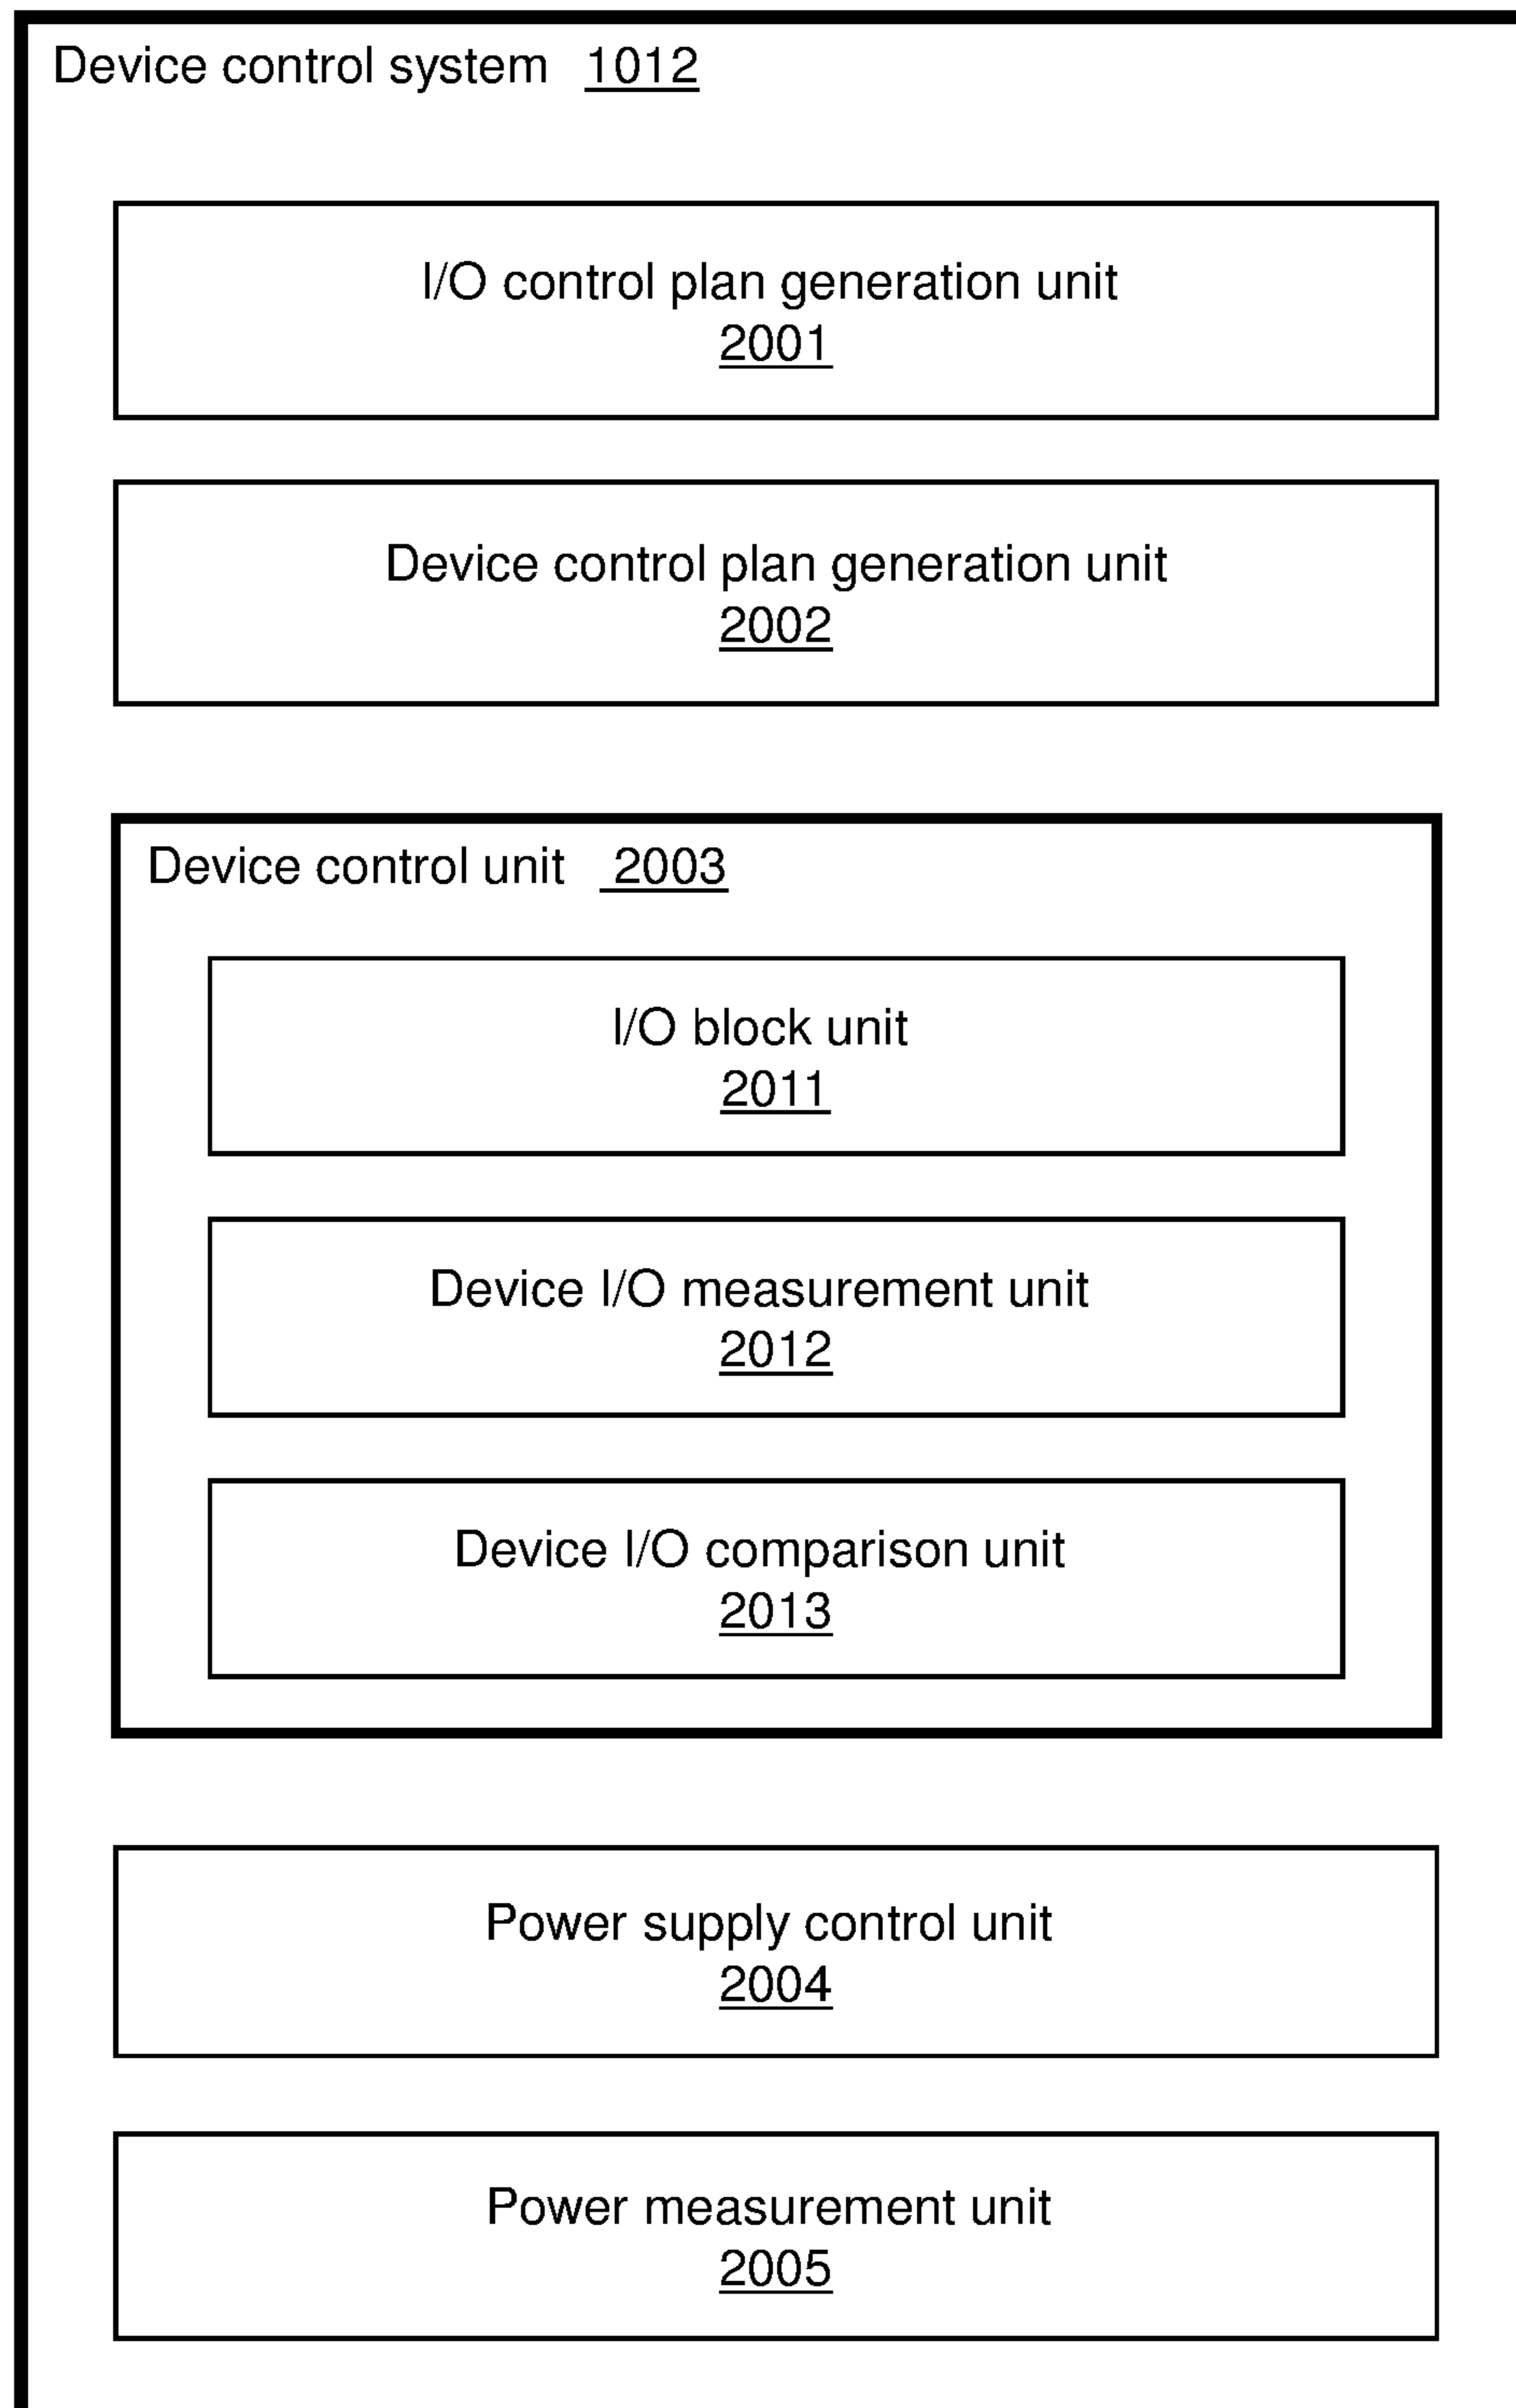 Device control system 1012
I/O control plan generation unit
2001
Device control plan generation unit
2002
Device control unit 2003
I/O block unit
2011
Device I/O measurement unit
2012
Device I/O comparison unit
2013
Power supply control unit
2004
Power measurement unit
2005